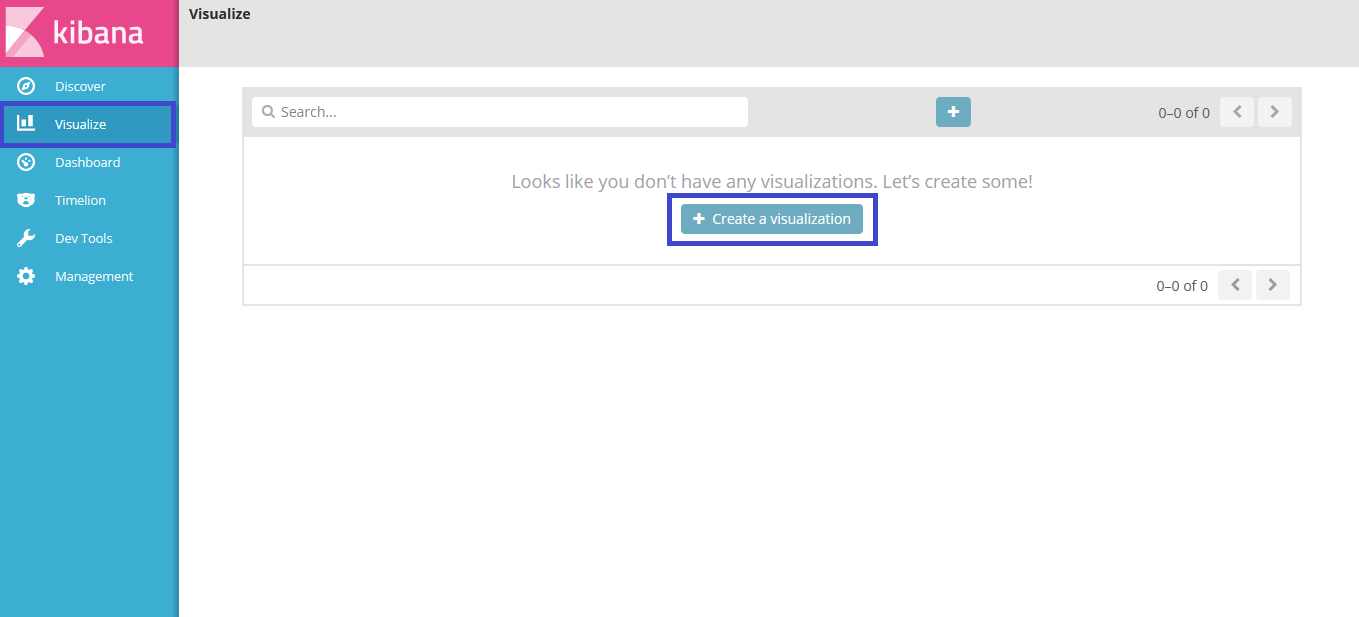 kibana
Visualize
Discover
Visualize
Dashboard
Timelion
Dev Tools
Management
Search...
0–0 of 0
Looks like you don't have any visualizations. Let's create some!
Create a visualization
0–0 of 0